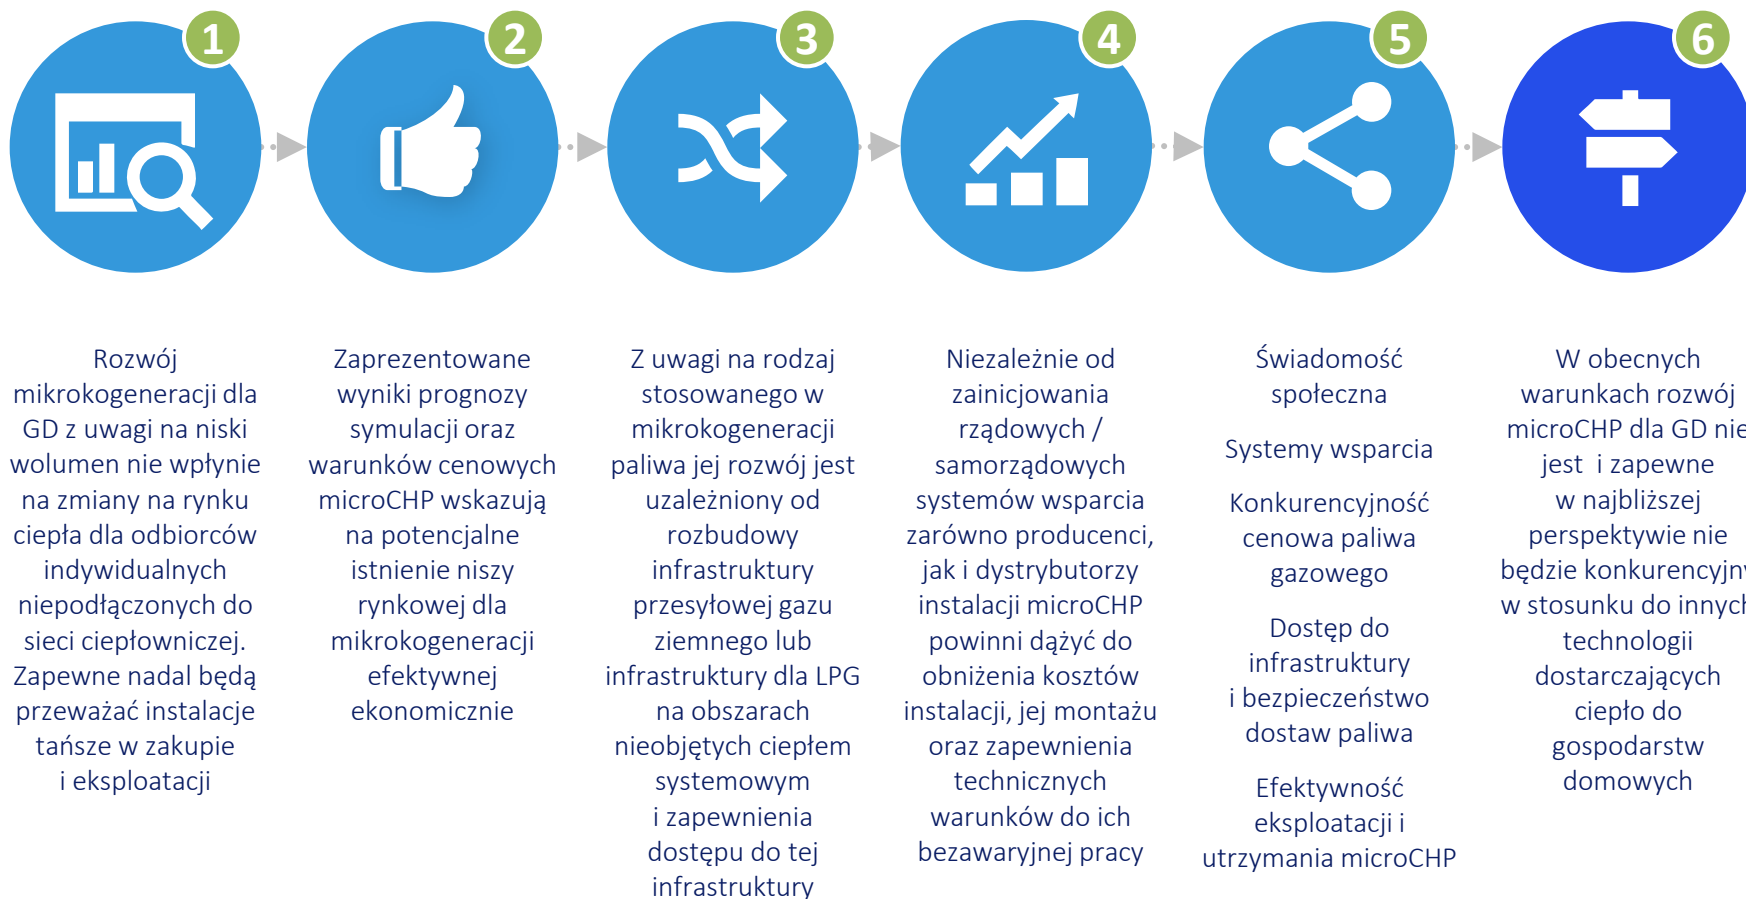 1
Rozwój
mikrokogeneracji dla
GD z uwagi na niski
wolumen nie wpłynie
na zmiany na rynku
ciepła dla odbiorców
indywidualnych
niepodłączonych do
sieci ciepłowniczej.
Zapewne nadal będą
przeważać instalacje
tańsze w zakupie
i eksploatacji
2
Zaprezentowane
wyniki prognozy
symulacji oraz
warunków cenowych
microCHP wskazują
na potencjalne
istnienie niszy
rynkowej dla
mikrokogeneracji
efektywnej
ekonomicznie
3
Z uwagi na rodzaj
stosowanego w
mikrokogeneracji
paliwa jej rozwój jest
uzależniony od
rozbudowy
infrastruktury
przesyłowej gazu
ziemnego lub
infrastruktury dla LPG
na obszarach
nieobjętych ciepłem
systemowym
i zapewnienia
dostępu do tej
infrastruktury
4
Niezależnie od
zainicjowania
rządowych /
samorządowych
systemów wsparcia
zarówno producenci,
jak i dystrybutorzy
instalacji microCHP
powinni dążyć do
obniżenia kosztów
instalacji, jej montażu
oraz zapewnienia
technicznych
warunków do ich
bezawaryjnej pracy
5
Świadomość
społeczna
Systemy wsparcia
Konkurencyjność
cenowa paliwa
gazowego
Dostęp do
infrastruktury
i bezpieczeństwo
dostaw paliwa
Efektywność
eksploatacji i
utrzymania microCHP
6
W obecnych
warunkach rozwój
microCHP dla GD nie
jest i zapewne
w najbliższej
perspektywie nie
będzie konkurencyjny
w stosunku do innych
technologii
dostarczających
ciepło do
gospodarstw
domowych